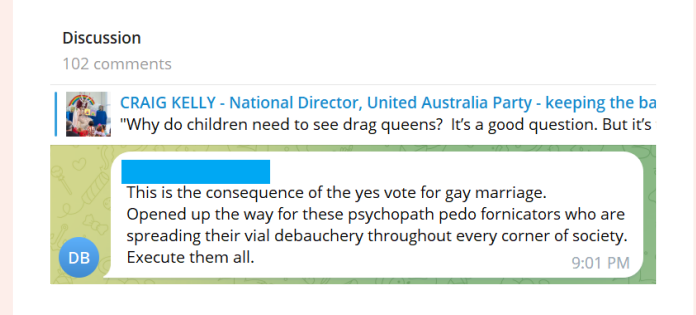 Discussion
102 comments
CRAIG KELLY - National Director, United Australia Party - keeping the ba
"Why do children need to see drag queens? It's a good question. But it's
This is the consequence of the yes vote for gay marriage.
Opened up the way for these psychopath pedo fornicators who are
spreading their vial debauchery throughout every corner of society.
Execute them all.
DB
9:01 PM